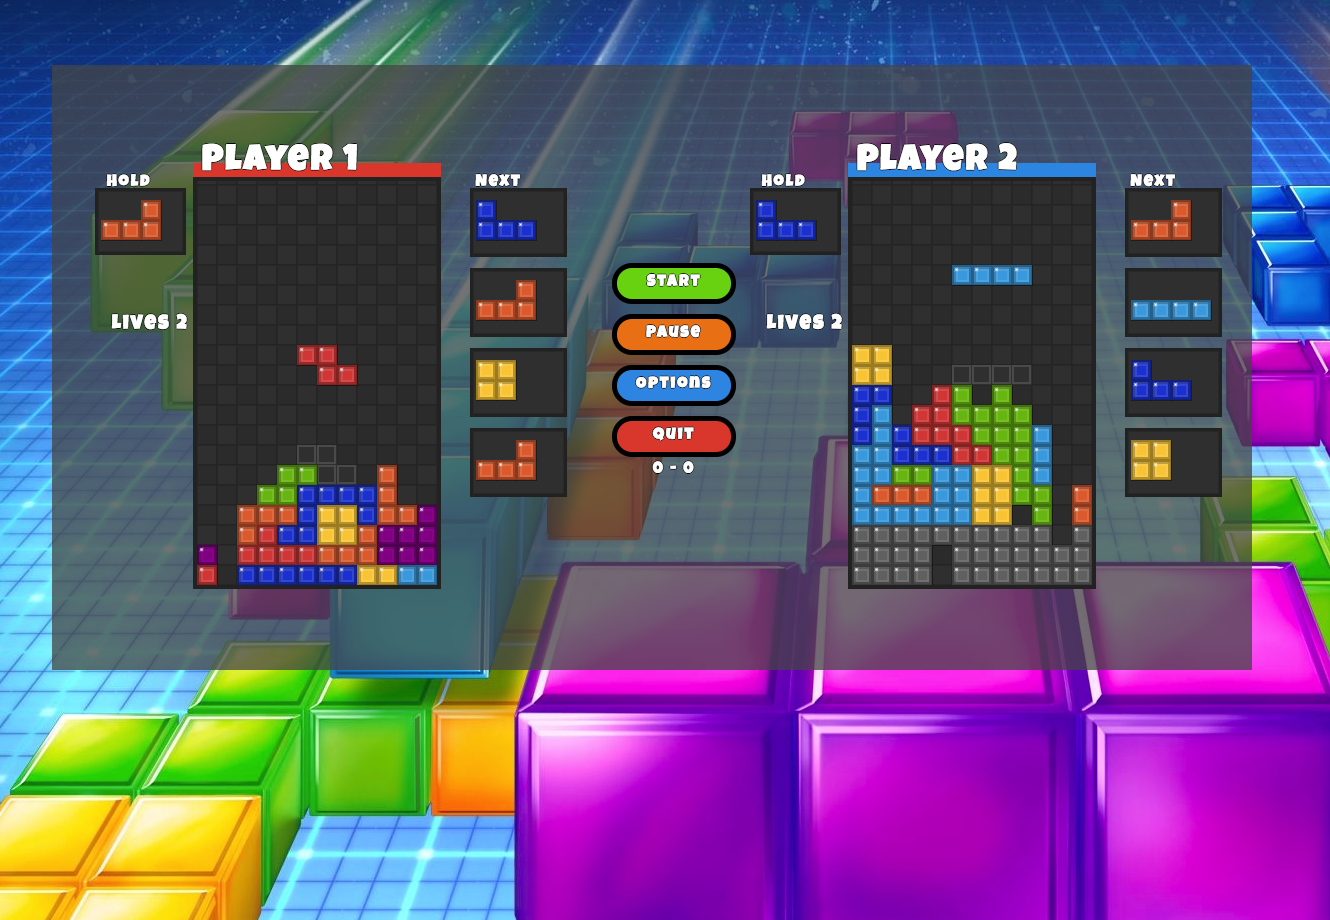 PLAYER 1
HOLD
NEXT
LIVES 2
START
PAUSE
OPTIONS
QUIT
0 - 0
PLAYER 2
HOLD
NEXT
LIVES 2